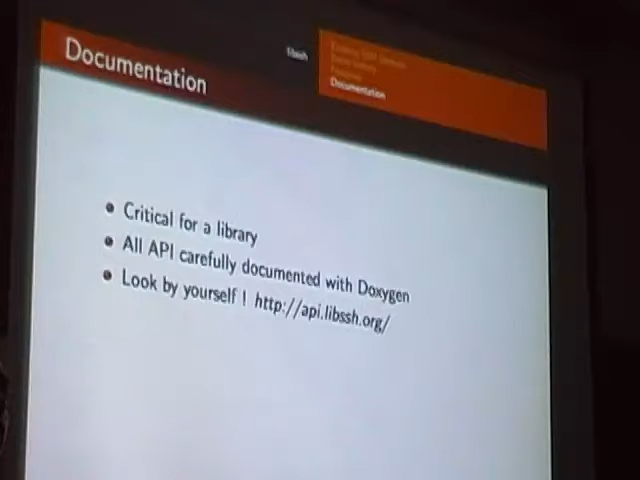 Documentation
libssh
Documentation
Critical for a library
All API carefully documented with Doxygen
Look by yourself ! http://api.libssh.org/